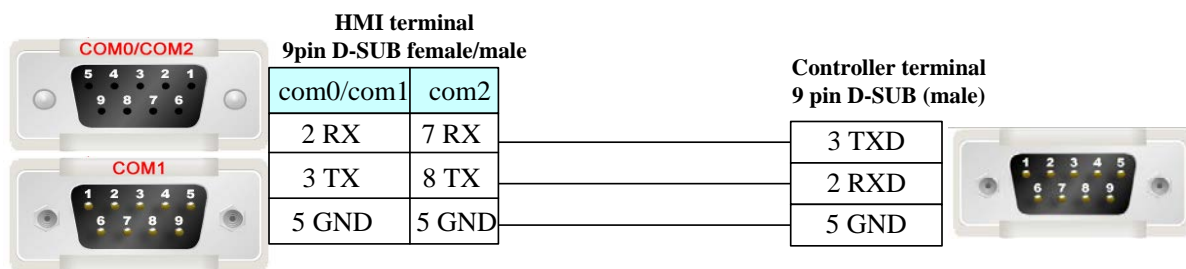 HMI terminal
9pin D-SUB female/male
COM0/COM2
5 4 3 2 1
9 8 7 6
COM1
1 2 3 4 5
6 7 8 9
com0/com1 com2
2 RX 7 RX
3 TX 8 TX
5 GND 5 GND
Controller terminal
9 pin D-SUB (male)
3 TXD
2 RXD
5 GND
1 2 3 4 5
6 7 8 9